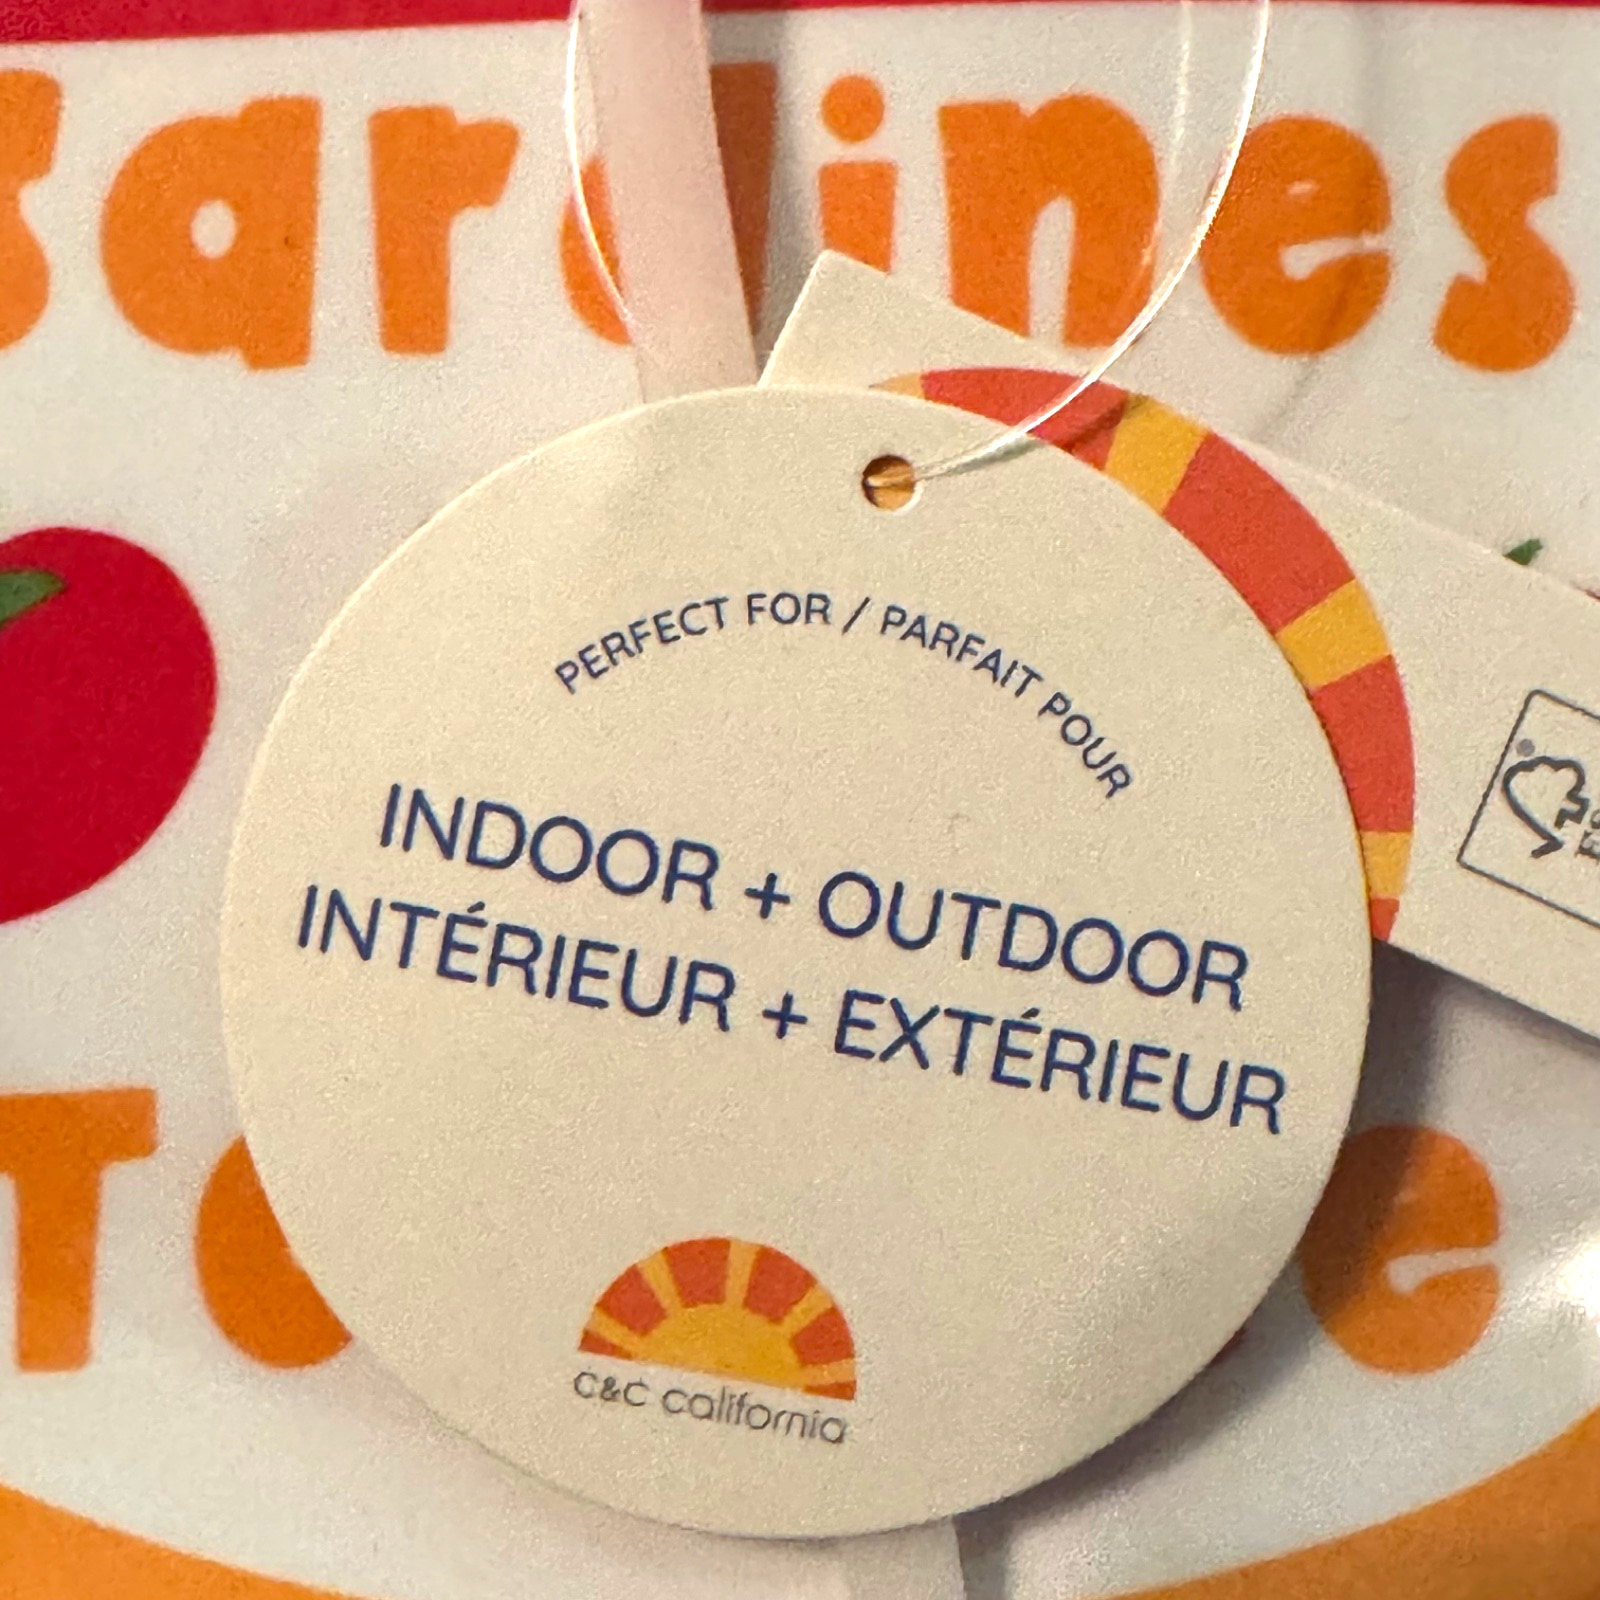 Sardines
PERFECT FOR / PARFAIT POUR
INDOOR + OUTDOOR
INTÉRIEUR + EXTÉRIEUR
c&c california